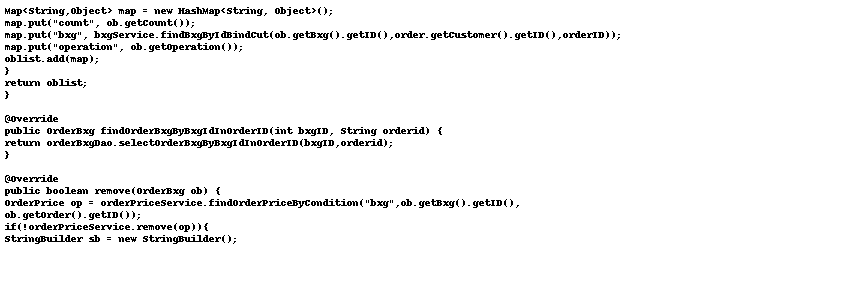 Map<String,Object> map = new HashMap<String, Object>();
map.put("count", ob.getCount());
map.put("bxg", bxgService.findBxgByIdBindCut(ob.getBxg().getID(),order.getCustomer().getID(),orderID));
map.put("operation", ob.getOperation());
oblist.add(map);
}
return oblist;
}
@Override
public OrderBxg findOrderBxgByBxgIdInOrderID(int bxgID, String orderid) {
return orderBxgDao.selectOrderBxgByBxgIdInOrderID(bxgID,orderid);
}
@Override
public boolean remove(OrderBxg ob) {
OrderPrice op = orderPriceService.findOrderPriceByCondition("bxg",ob.getBxg().getID(),
ob.getOrder().getID());
if(!orderPriceService.remove(op)){
StringBuilder sb = new StringBuilder();